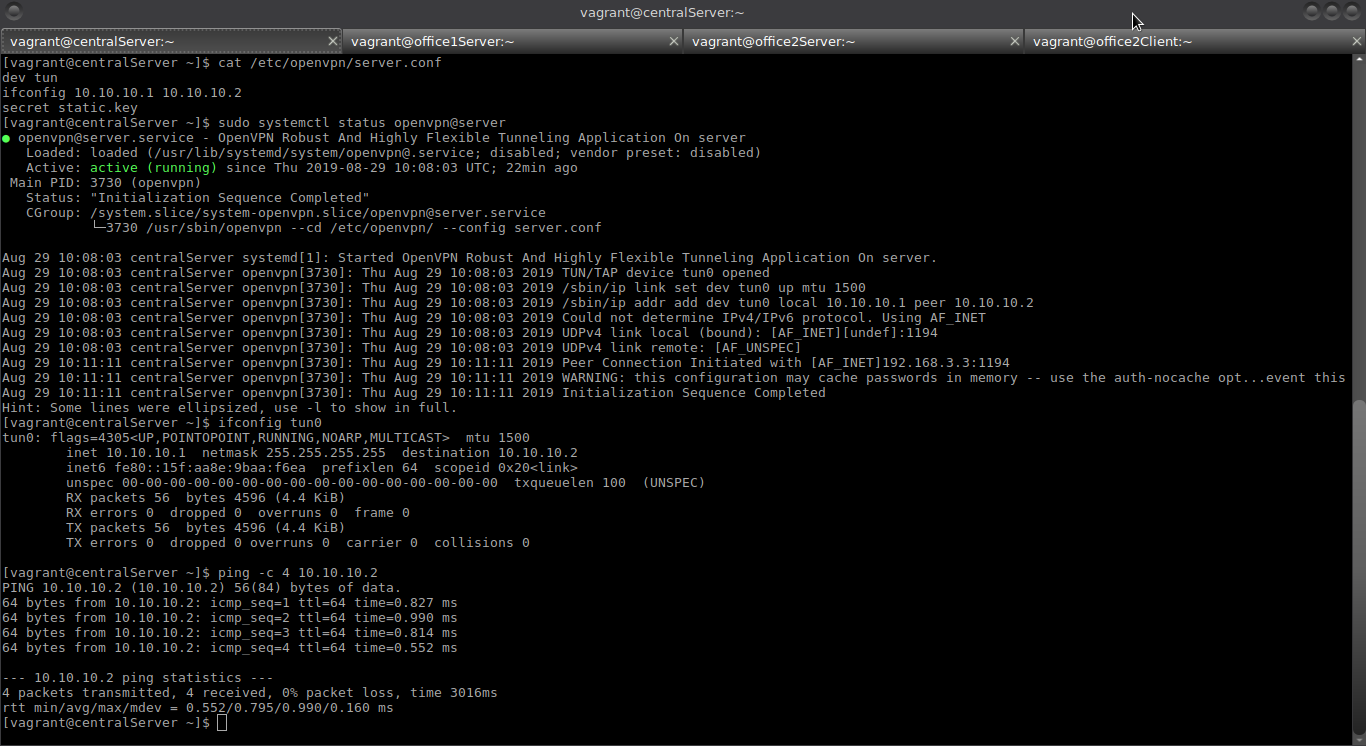 vagrant@centralServer:~
vagrant@centralServer:~ vagrant@office1Server:~ vagrant@office2Server:~ vagrant@office2Client:~
[vagrant@centralServer ~]$ cat /etc/openvpn/server.conf
dev tun
ifconfig 10.10.10.1 10.10.10.2
secret static.key
[vagrant@centralServer ~]$ sudo systemctl status openvpn@server
● openvpn@server.service - OpenVPN Robust And Highly Flexible Tunneling Application On server
   Loaded: loaded (/usr/lib/systemd/system/openvpn@.service; disabled; vendor preset: disabled)
   Active: active (running) since Thu 2019-08-29 10:08:03 UTC; 22min ago
 Main PID: 3730 (openvpn)
   Status: "Initialization Sequence Completed"
   CGroup: /system.slice/system-openvpn.slice/openvpn@server.service
           └─3730 /usr/sbin/openvpn --cd /etc/openvpn/ --config server.conf
Aug 29 10:08:03 centralServer systemd[1]: Started OpenVPN Robust And Highly Flexible Tunneling Application On server.
Aug 29 10:08:03 centralServer openvpn[3730]: Thu Aug 29 10:08:03 2019 TUN/TAP device tun0 opened
Aug 29 10:08:03 centralServer openvpn[3730]: Thu Aug 29 10:08:03 2019 /sbin/ip link set dev tun0 up mtu 1500
Aug 29 10:08:03 centralServer openvpn[3730]: Thu Aug 29 10:08:03 2019 /sbin/ip addr add dev tun0 local 10.10.10.1 peer 10.10.10.2
Aug 29 10:08:03 centralServer openvpn[3730]: Thu Aug 29 10:08:03 2019 Could not determine IPv4/IPv6 protocol. Using AF_INET
Aug 29 10:08:03 centralServer openvpn[3730]: Thu Aug 29 10:08:03 2019 UDPv4 link local (bound): [AF_INET][undef]:1194
Aug 29 10:08:03 centralServer openvpn[3730]: Thu Aug 29 10:08:03 2019 UDPv4 link remote: [AF_UNSPEC]
Aug 29 10:11:11 centralServer openvpn[3730]: Thu Aug 29 10:11:11 2019 Peer Connection Initiated with [AF_INET]192.168.3.3:1194
Aug 29 10:11:11 centralServer openvpn[3730]: Thu Aug 29 10:11:11 2019 WARNING: this configuration may cache passwords in memory -- use the auth-nocache opt...event this
Aug 29 10:11:11 centralServer openvpn[3730]: Thu Aug 29 10:11:11 2019 Initialization Sequence Completed
Hint: Some lines were ellipsized, use -l to show in full.
[vagrant@centralServer ~]$ ifconfig tun0
tun0: flags=4305<UP,POINTOPOINT,RUNNING,NOARP,MULTICAST>  mtu 1500
        inet 10.10.10.1  netmask 255.255.255.255  destination 10.10.10.2
        inet6 fe80::15f:aa8e:9baa:f6ea  prefixlen 64  scopeid 0x20<link>
        unspec 00-00-00-00-00-00-00-00-00-00-00-00-00-00-00-00  txqueuelen 100  (UNSPEC)
        RX packets 56  bytes 4596 (4.4 KiB)
        RX errors 0  dropped 0  overruns 0  frame 0
        TX packets 56  bytes 4596 (4.4 KiB)
        TX errors 0  dropped 0 overruns 0  carrier 0  collisions 0
[vagrant@centralServer ~]$ ping -c 4 10.10.10.2
PING 10.10.10.2 (10.10.10.2) 56(84) bytes of data.
64 bytes from 10.10.10.2: icmp_seq=1 ttl=64 time=0.827 ms
64 bytes from 10.10.10.2: icmp_seq=2 ttl=64 time=0.990 ms
64 bytes from 10.10.10.2: icmp_seq=3 ttl=64 time=0.814 ms
64 bytes from 10.10.10.2: icmp_seq=4 ttl=64 time=0.552 ms
--- 10.10.10.2 ping statistics ---
4 packets transmitted, 4 received, 0% packet loss, time 3016ms
rtt min/avg/max/mdev = 0.552/0.795/0.990/0.160 ms
[vagrant@centralServer ~]$